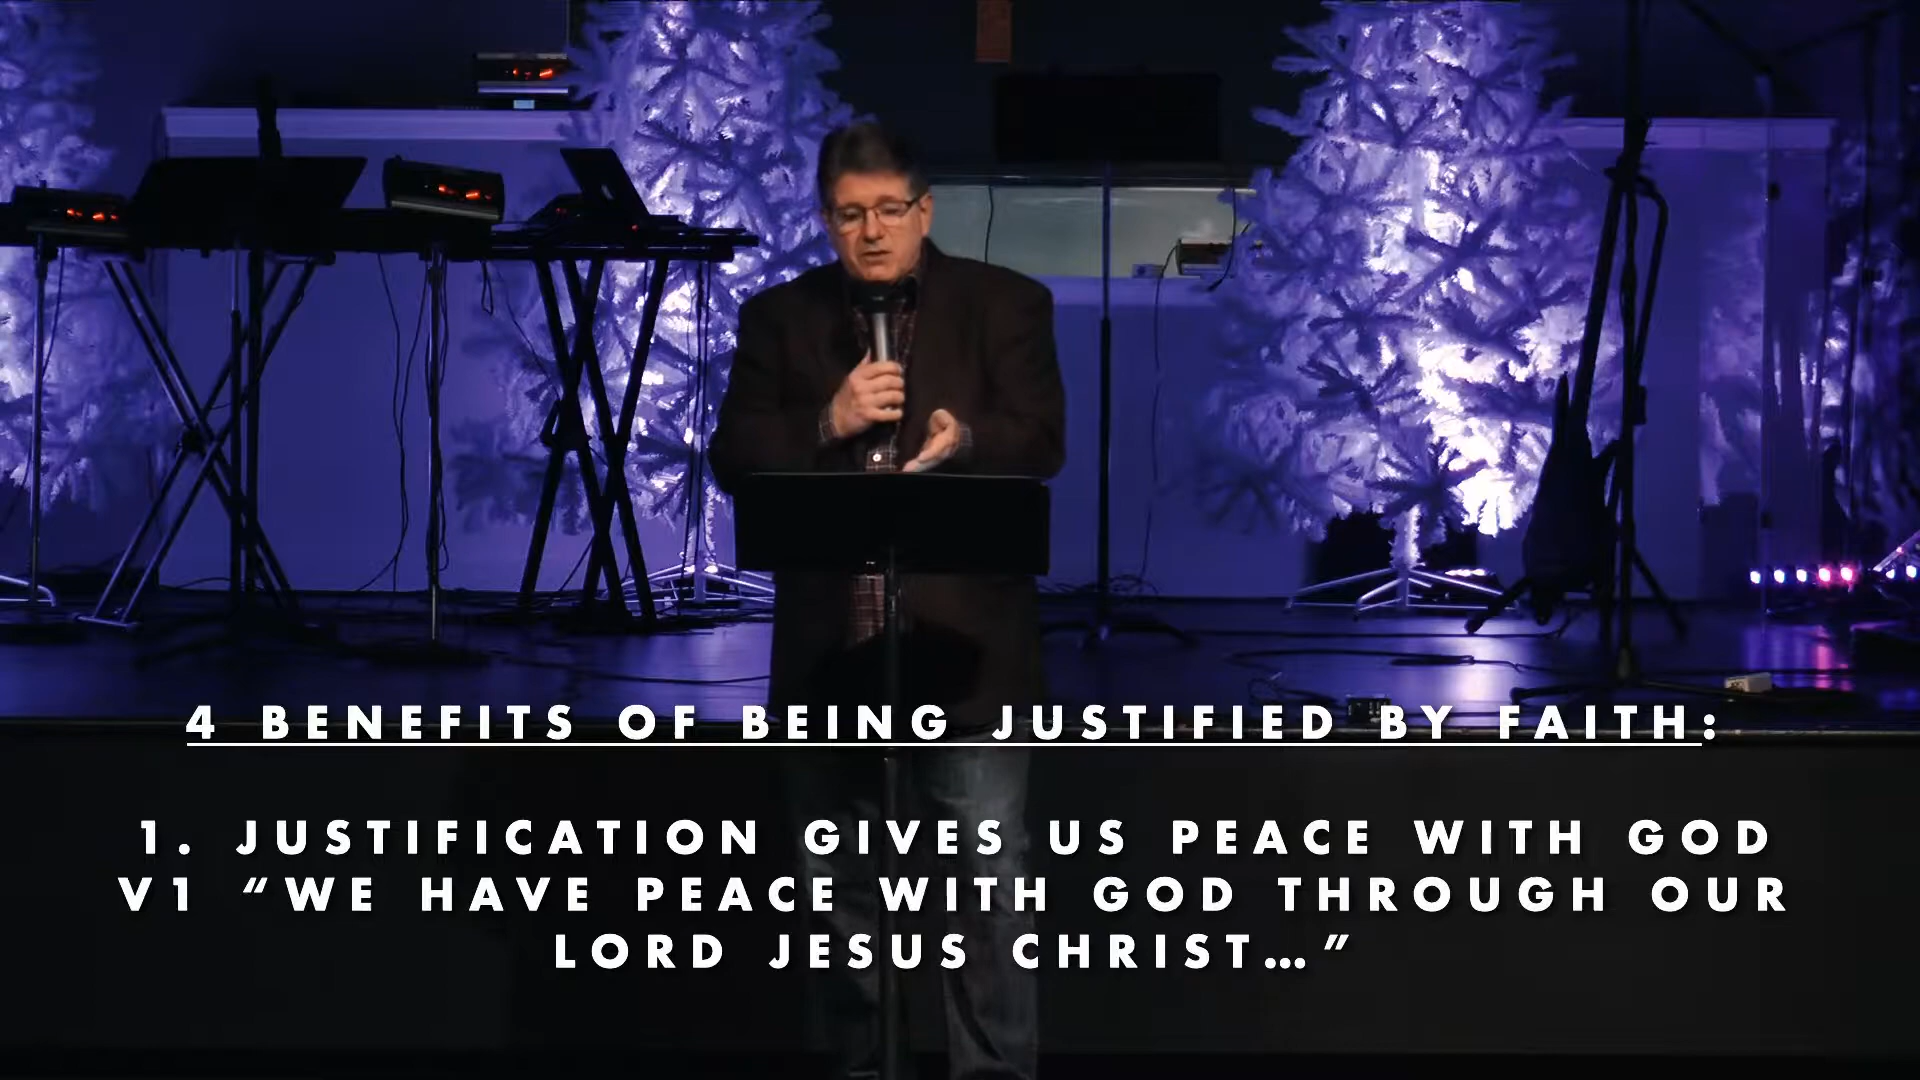 4 BENEFITS OF BEING JUSTIFIED BY FAITH:
1. JUSTIFICATION GIVES US PEACE WITH GOD
V1 “WE HAVE PEACE WITH GOD THROUGH OUR
LORD JESUS CHRIST…”